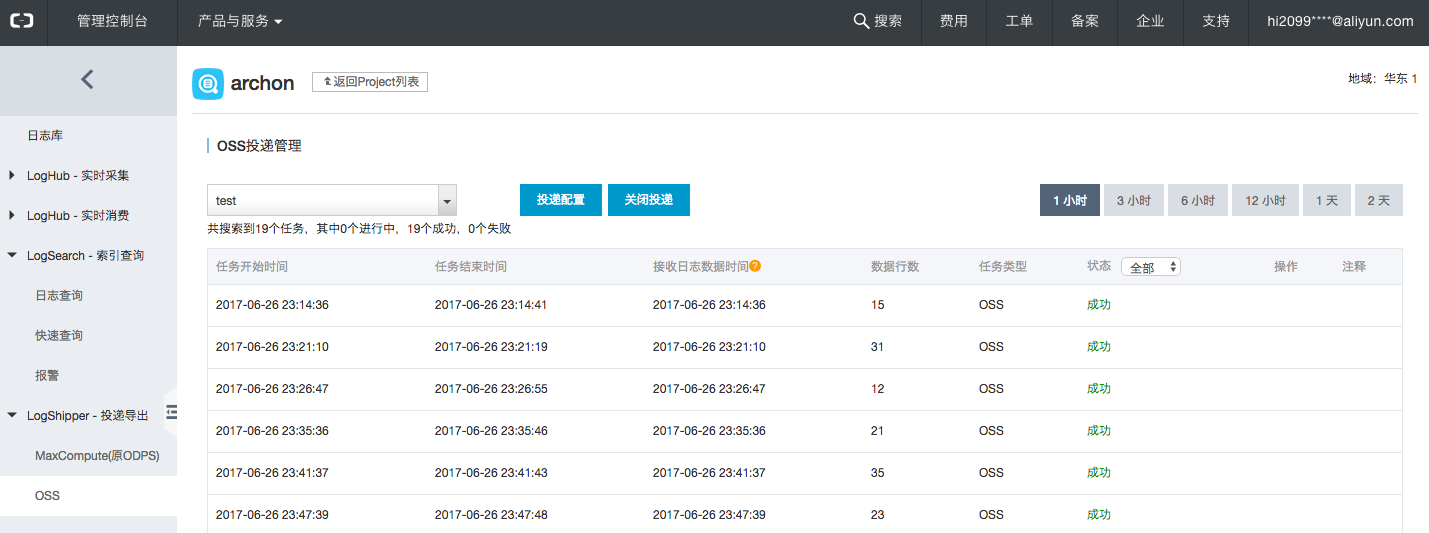 管理控制台 产品与服务 搜索 费用 工单 备案 企业 支持 hi2099****@aliyun.com
archon 返回Project列表 地域：华东 1
日志库
OSS投递管理
LogHub - 实时采集
test 投递配置 关闭投递 1 小时 3 小时 6 小时 12 小时 1 天 2 天
LogHub - 实时消费
共搜索到19个任务，其中0个进行中，19个成功，0个失败
LogSearch - 索引查询
任务开始时间 任务结束时间 接收日志数据时间? 数据行数 任务类型 状态 全部 操作 注释
日志查询
2017-06-26 23:14:36 2017-06-26 23:14:41 2017-06-26 23:14:36 15 OSS 成功
快速查询
2017-06-26 23:21:10 2017-06-26 23:21:19 2017-06-26 23:21:10 31 OSS 成功
报警
2017-06-26 23:26:47 2017-06-26 23:26:55 2017-06-26 23:26:47 12 OSS 成功
LogShipper - 投递导出
2017-06-26 23:35:36 2017-06-26 23:35:46 2017-06-26 23:35:36 21 OSS 成功
MaxCompute(原ODPS)
2017-06-26 23:41:37 2017-06-26 23:41:43 2017-06-26 23:41:37 35 OSS 成功
OSS
2017-06-26 23:47:39 2017-06-26 23:47:48 2017-06-26 23:47:39 23 OSS 成功